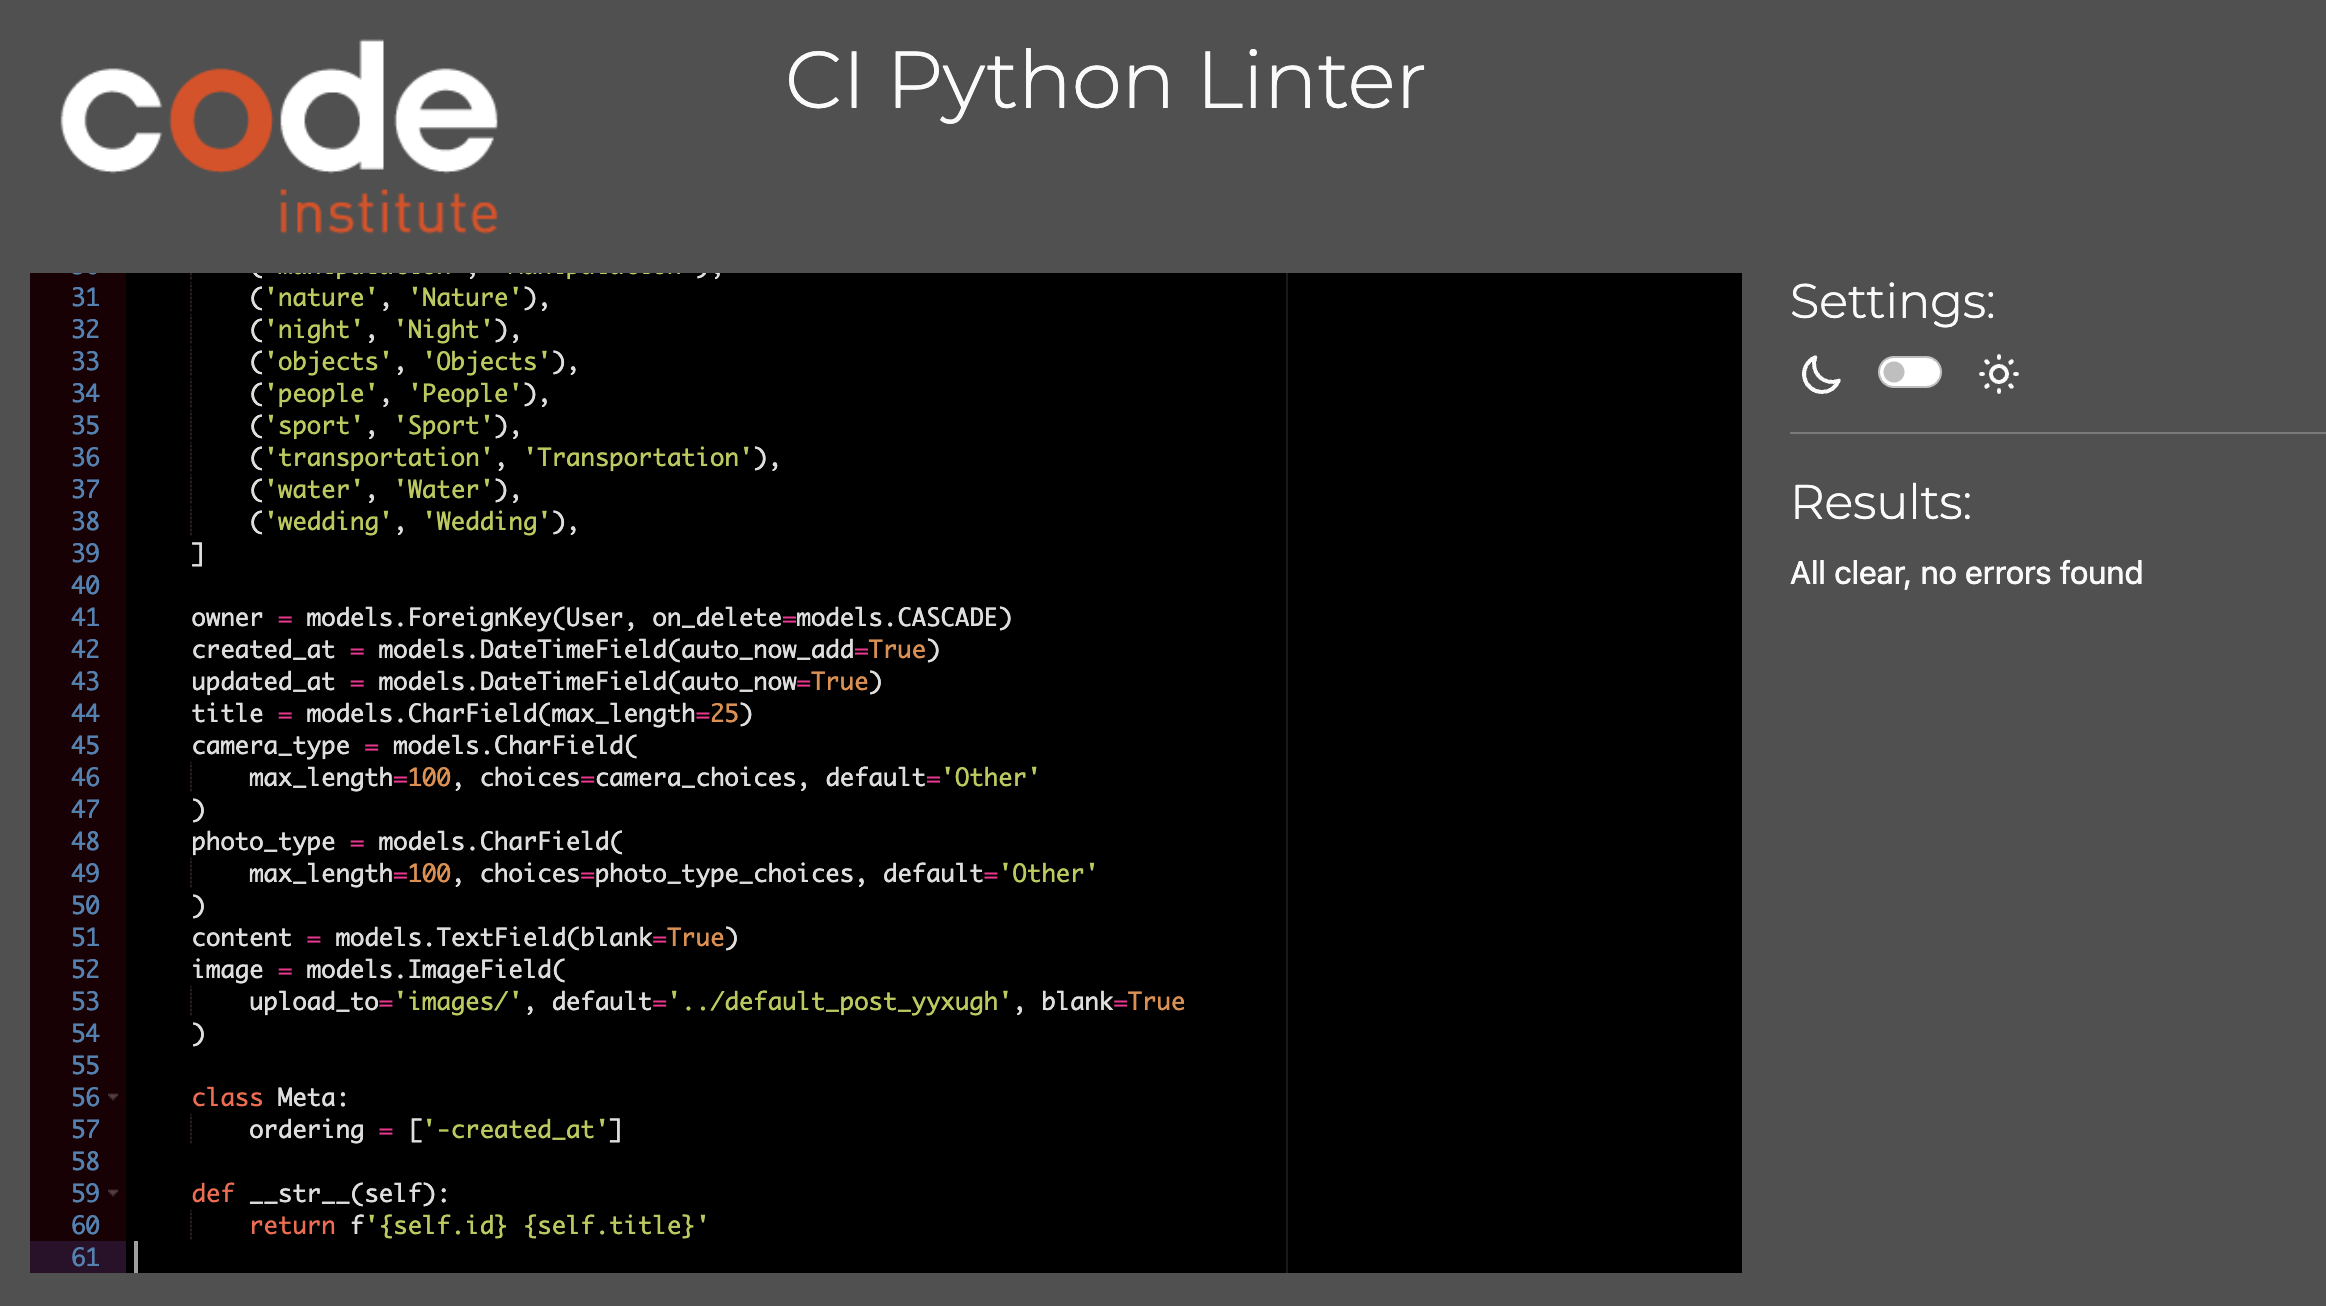 code
institute
CI Python Linter
31 ('nature', 'Nature'),
32 ('night', 'Night'),
33 ('objects', 'Objects'),
34 ('people', 'People'),
35 ('sport', 'Sport'),
36 ('transportation', 'Transportation'),
37 ('water', 'Water'),
38 ('wedding', 'Wedding'),
39 ]
40
41 owner = models.ForeignKey(User, on_delete=models.CASCADE)
42 created_at = models.DateTimeField(auto_now_add=True)
43 updated_at = models.DateTimeField(auto_now=True)
44 title = models.CharField(max_length=25)
45 camera_type = models.CharField(
46 max_length=100, choices=camera_choices, default='Other'
47 )
48 photo_type = models.CharField(
49 max_length=100, choices=photo_type_choices, default='Other'
50 )
51 content = models.TextField(blank=True)
52 image = models.ImageField(
53 upload_to='images/', default='../default_post_yyxugh', blank=True
54 )
55
56 class Meta:
57 ordering = ['-created_at']
58
59 def __str__(self):
60 return f'{self.id} {self.title}'
61
Settings:
Results:
All clear, no errors found